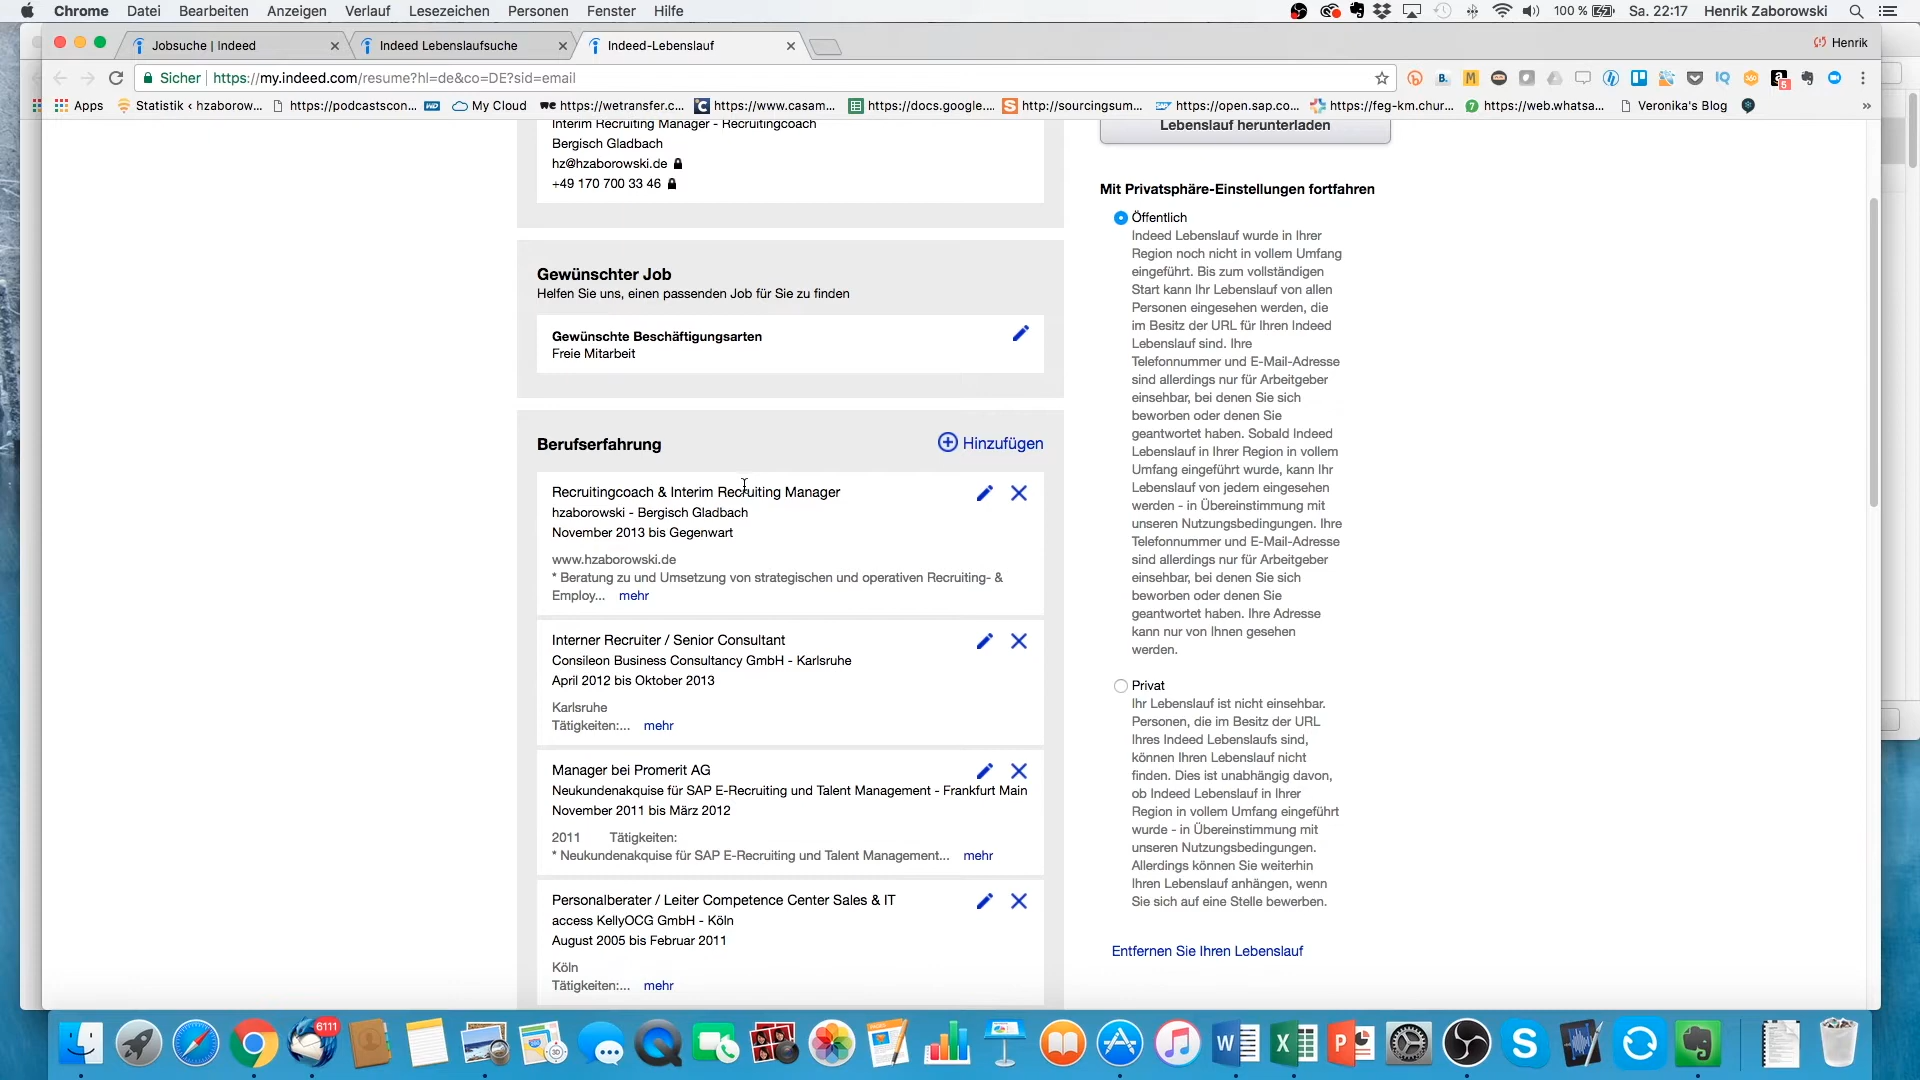 Chrome Datei Bearbeiten Anzeigen Verlauf Lesezeichen Personen Fenster Hilfe
100 % Sa. 22:17 Henrik Zaborowski
Jobsuche | Indeed
Indeed Lebenslaufsuche
Indeed-Lebenslauf
Henrik
Sicher https://my.indeed.com/resume?hl=de&co=DE?sid=email
Apps Statistik ‹ hzaborow... https://podcastscon... My Cloud https://wetransfer.c... https://www.casam... https://docs.google.... http://sourcingsum... https://open.sap.co... https://feg-km.chur... https://web.whatsa... Veronika's Blog »
Interim Recruiting Manager - Recruitingcoach
Bergisch Gladbach
hz@hzaborowski.de
+49 170 700 33 46
Gewünschter Job
Helfen Sie uns, einen passenden Job für Sie zu finden
Gewünschte Beschäftigungsarten
Freie Mitarbeit
Berufserfahrung
Hinzufügen
Recruitingcoach & Interim Recruiting Manager
hzaborowski - Bergisch Gladbach
November 2013 bis Gegenwart
www.hzaborowski.de
* Beratung zu und Umsetzung von strategischen und operativen Recruiting- &
Employ... mehr
Interner Recruiter / Senior Consultant
Consileon Business Consultancy GmbH - Karlsruhe
April 2012 bis Oktober 2013
Karlsruhe
Tätigkeiten:... mehr
Manager bei Promerit AG
Neukundenakquise für SAP E-Recruiting und Talent Management - Frankfurt Main
November 2011 bis März 2012
2011 Tätigkeiten:
* Neukundenakquise für SAP E-Recruiting und Talent Management... mehr
Personalberater / Leiter Competence Center Sales & IT
access KellyOCG GmbH - Köln
August 2005 bis Februar 2011
Köln
Tätigkeiten:... mehr
Lebenslauf herunterladen
Mit Privatsphäre-Einstellungen fortfahren
Öffentlich
Indeed Lebenslauf wurde in Ihrer
Region noch nicht in vollem Umfang
eingeführt. Bis zum vollständigen
Start kann Ihr Lebenslauf von allen
Personen eingesehen werden, die
im Besitz der URL für Ihren Indeed
Lebenslauf sind. Ihre
Telefonnummer und E-Mail-Adresse
sind allerdings nur für Arbeitgeber
einsehbar, bei denen Sie sich
beworben oder denen Sie
geantwortet haben. Sobald Indeed
Lebenslauf in Ihrer Region in vollem
Umfang eingeführt wurde, kann Ihr
Lebenslauf von jedem eingesehen
werden - in Übereinstimmung mit
unseren Nutzungsbedingungen. Ihre
Telefonnummer und E-Mail-Adresse
sind allerdings nur für Arbeitgeber
einsehbar, bei denen Sie sich
beworben oder denen Sie
geantwortet haben. Ihre Adresse
kann nur von Ihnen gesehen
werden.
Privat
Ihr Lebenslauf ist nicht einsehbar.
Personen, die im Besitz der URL
Ihres Indeed Lebenslaufs sind,
können Ihren Lebenslauf nicht
finden. Dies ist unabhängig davon,
ob Indeed Lebenslauf in Ihrer
Region in vollem Umfang eingeführt
wurde - in Übereinstimmung mit
unseren Nutzungsbedingungen.
Allerdings können Sie weiterhin
Ihren Lebenslauf anhängen, wenn
Sie sich auf eine Stelle bewerben.
Entfernen Sie Ihren Lebenslauf
6111